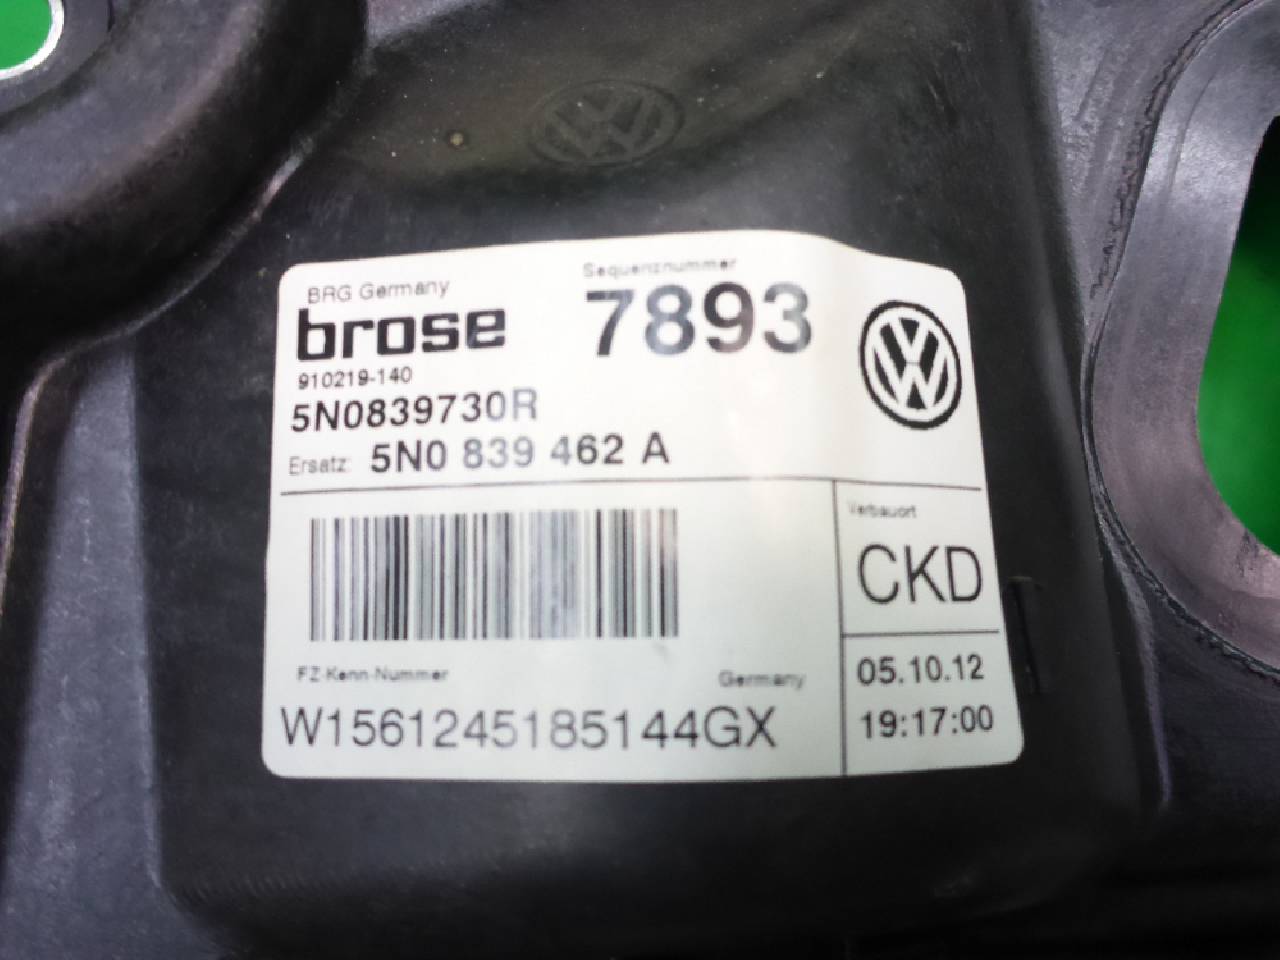 BRG Germany
Sequenznummer
brose
7893
910219-140
5N0839730R
Ersatz: 5N0 839 462 A
Verbauort
CKD
FZ-Kenn-Nummer
Germany
W1561245185144GX
05.10.12
19:17:00